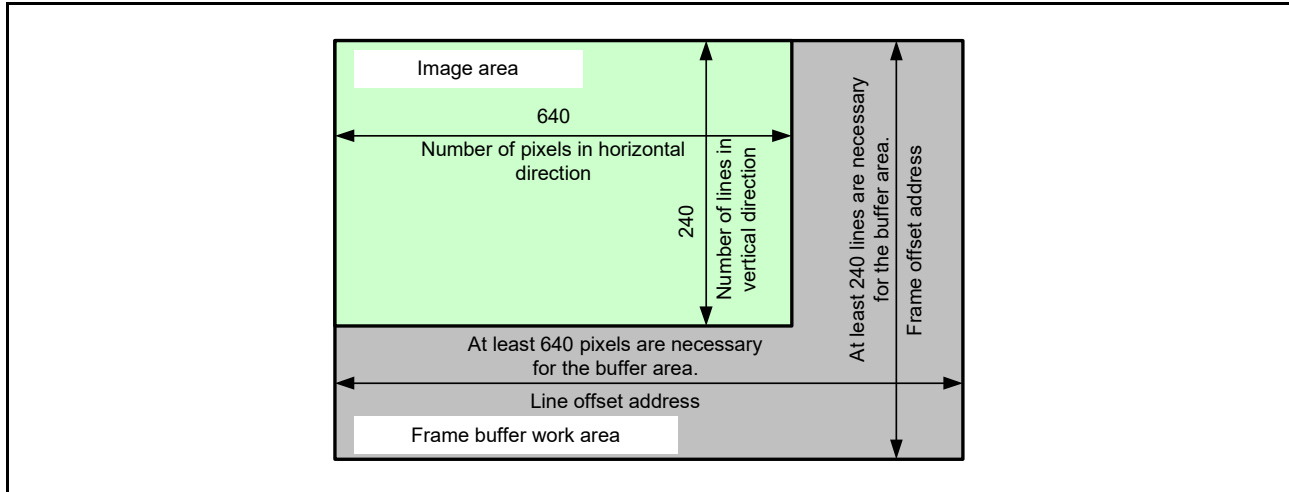 Image area
640
Number of pixels in horizontal
direction
240
Number of lines in
vertical direction
At least 240 lines are necessary
for the buffer area.
Frame offset address
At least 640 pixels are necessary
for the buffer area.
Line offset address
Frame buffer work area